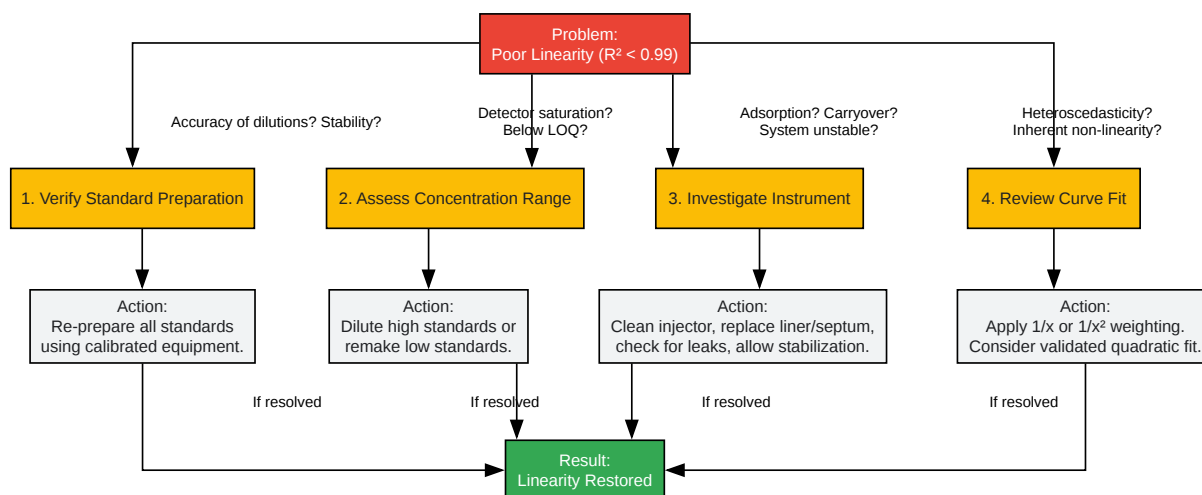 Problem:
Poor Linearity (R² < 0.99)
Accuracy of dilutions? Stability?
Detector saturation?
Below LOQ?
Adsorption? Carryover?
System unstable?
Heteroscedasticity?
Inherent non-linearity?
1. Verify Standard Preparation
2. Assess Concentration Range
3. Investigate Instrument
4. Review Curve Fit
Action:
Re-prepare all standards
using calibrated equipment.
Action:
Dilute high standards or
remake low standards.
Action:
Clean injector, replace liner/septum,
check for leaks, allow stabilization.
Action:
Apply 1/x or 1/x² weighting.
Consider validated quadratic fit.
If resolved
If resolved
If resolved
If resolved
Result:
Linearity Restored